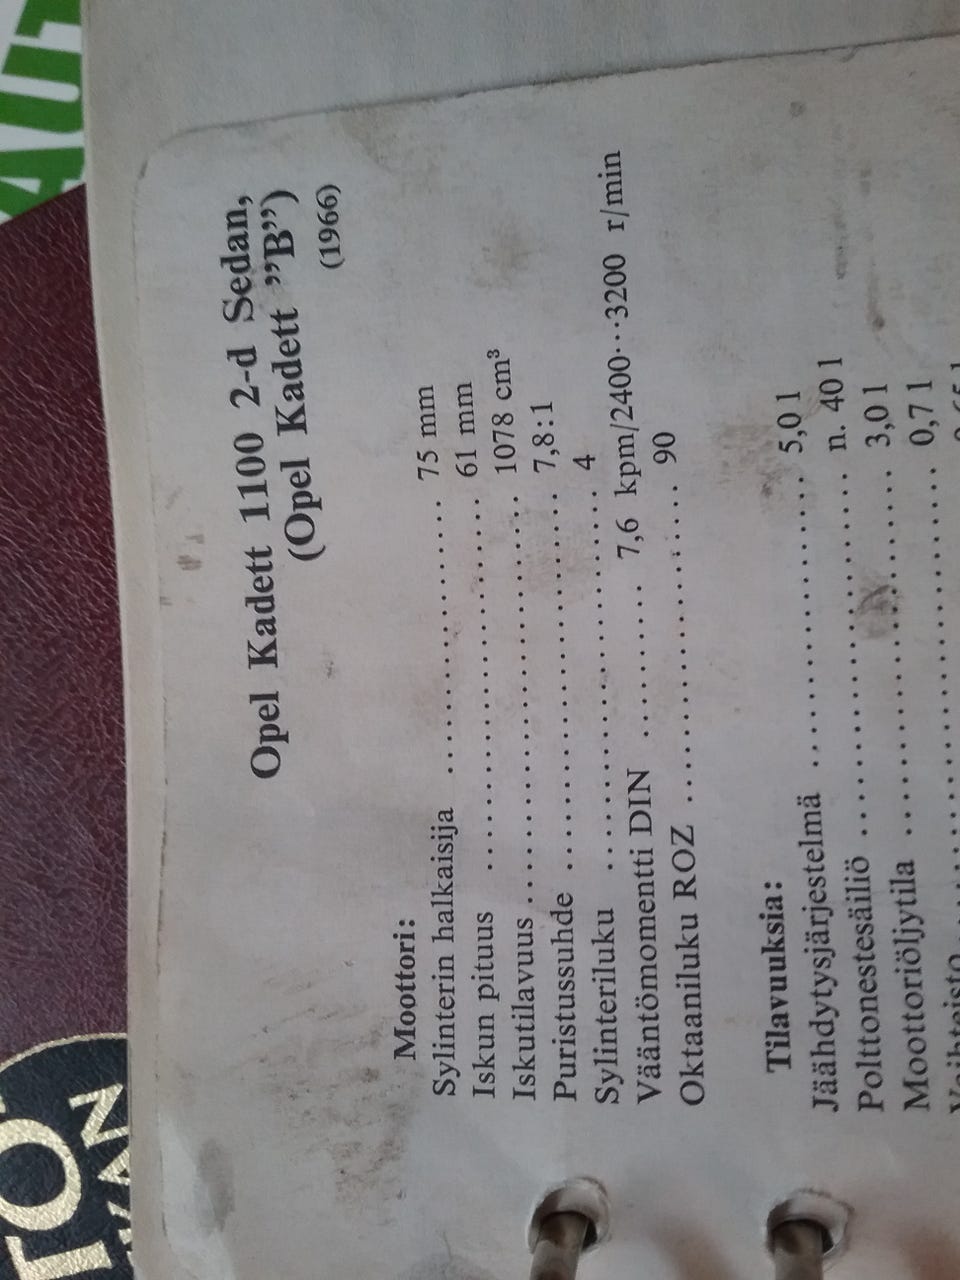 Opel Kadett 1100 2-d Sedan,
(Opel Kadett ”B”)
(1966)
Moottori:
Sylinterin halkaisija .................... 75 mm
Iskun pituus .......................... 61 mm
Iskutilavuus ............................ 1078 cm³
Puristussuhde ......................... 7,8:1
Sylinteriluku .......................... 4
Vääntömomentti DIN .......... 7,6 kpm/2400...3200 r/min
Oktaaniluku ROZ ...................... 90
Tilavuuksia:
Jäähdytysjärjestelmä .................... 5,0 l
Polttonestesäiliö ......................... n. 40 l
Moottoriöljytila ......................... 3,0 l
Vaihteisto ............................. 0,7 l